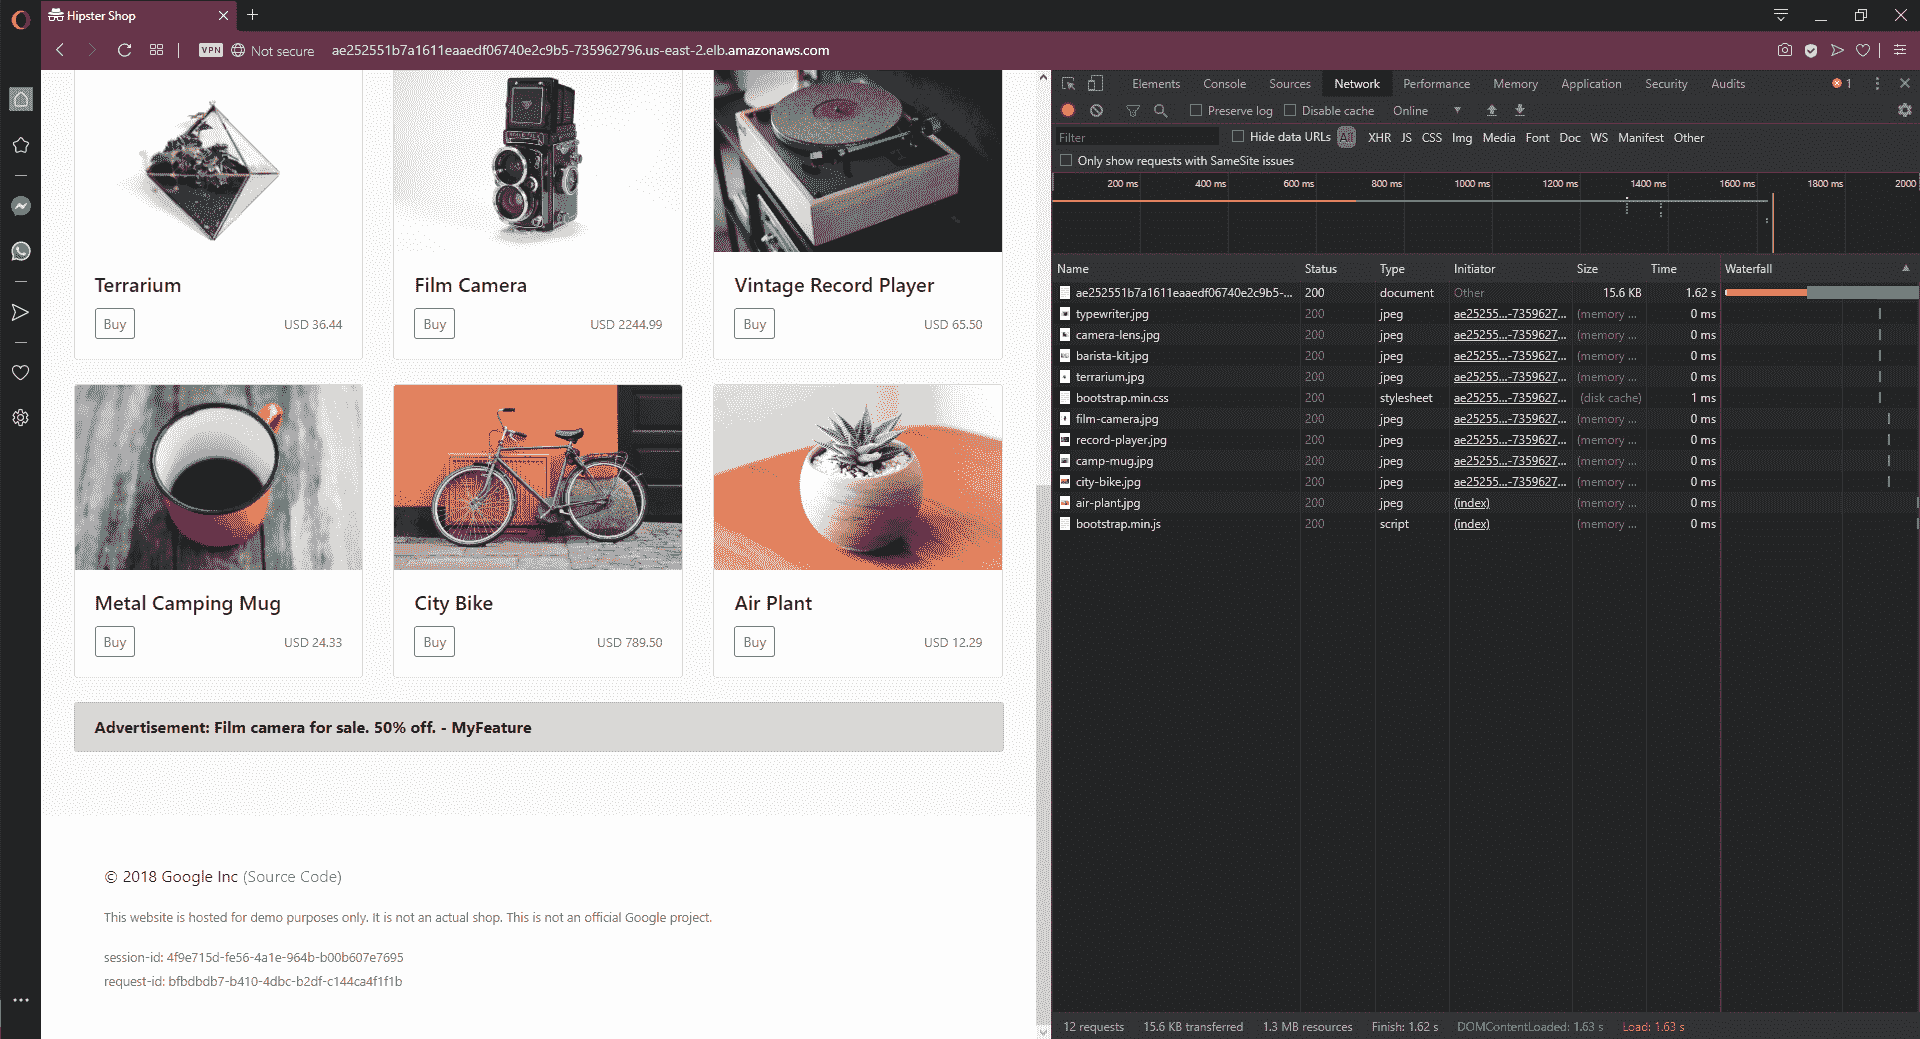 Hipster Shop
VPN Not secure ae252551b7a1611eaaedf06740e2c9b5-735962796.us-east-2.elb.amazonaws.com
Terrarium
Buy USD 36.44
Film Camera
Buy USD 2244.99
Vintage Record Player
Buy USD 65.50
Metal Camping Mug
Buy USD 24.33
City Bike
Buy USD 789.50
Air Plant
Buy USD 12.29
Advertisement: Film camera for sale. 50% off. - MyFeature
© 2018 Google Inc (Source Code)
This website is hosted for demo purposes only. It is not an actual shop. This is not an official Google project.
session-id: 4f9e715d-fe56-4a1e-964b-b00b607e7695
request-id: bfbdbdb7-b410-4dbc-b2df-c144ca4f1f1b
Elements Console Sources Network Performance Memory Application Security Audits 1
Preserve log Disable cache Online
Filter Hide data URLs All XHR JS CSS Img Media Font Doc WS Manifest Other
Only show requests with SameSite issues
200 ms 400 ms 600 ms 800 ms 1000 ms 1200 ms 1400 ms 1600 ms 1800 ms 2000
Name Status Type Initiator Size Time Waterfall
ae252551b7a1611eaaedf06740e2c9b5-... 200 document Other 15.6 KB 1.62 s
typewriter.jpg 200 jpeg ae25255...-7359627... (memory ... 0 ms
camera-lens.jpg 200 jpeg ae25255...-7359627... (memory ... 0 ms
barista-kit.jpg 200 jpeg ae25255...-7359627... (memory ... 0 ms
terrarium.jpg 200 jpeg ae25255...-7359627... (memory ... 0 ms
bootstrap.min.css 200 stylesheet ae25255...-7359627... (disk cache) 1 ms
film-camera.jpg 200 jpeg ae25255...-7359627... (memory ... 0 ms
record-player.jpg 200 jpeg ae25255...-7359627... (memory ... 0 ms
camp-mug.jpg 200 jpeg ae25255...-7359627... (memory ... 0 ms
city-bike.jpg 200 jpeg ae25255...-7359627... (memory ... 0 ms
air-plant.jpg 200 jpeg (index) (memory ... 0 ms
bootstrap.min.js 200 script (index) (memory ... 0 ms
12 requests 15.6 KB transferred 1.3 MB resources Finish: 1.62 s DOMContentLoaded: 1.63 s Load: 1.63 s